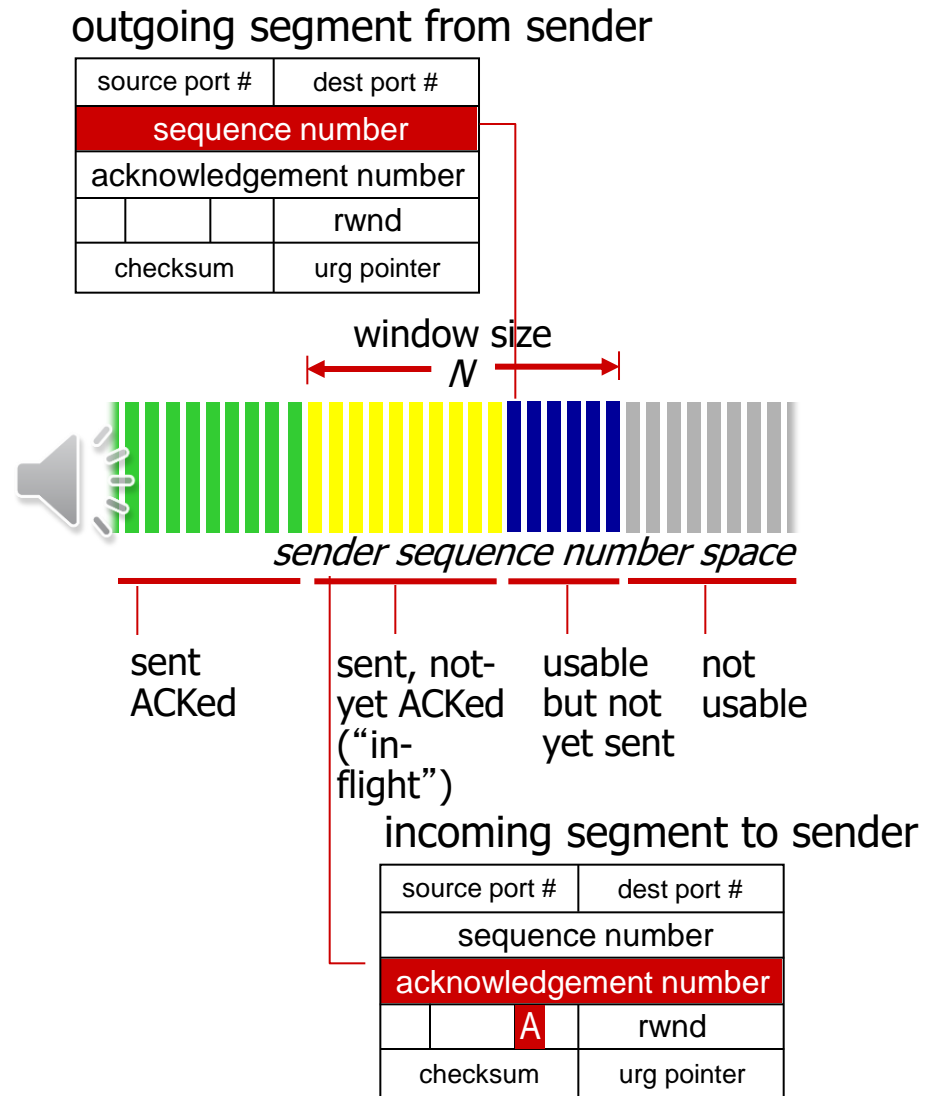 outgoing segment from sender
source port # dest port #
sequence number
acknowledgement number
rwnd
checksum urg pointer
window size
N
sender sequence number space
sent
ACKed
sent, not-
yet ACKed
(“in-
flight”)
usable
but not
yet sent
not
usable
incoming segment to sender
source port # dest port #
sequence number
acknowledgement number
A rwnd
checksum urg pointer